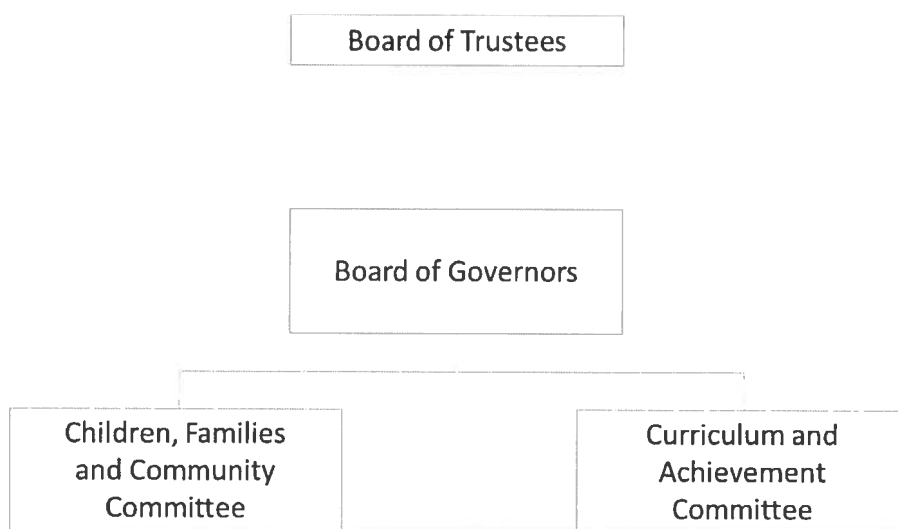 Board of Trustees
Board of Governors
Children, Families
and Community
Committee
Curriculum and
Achievement
Committee